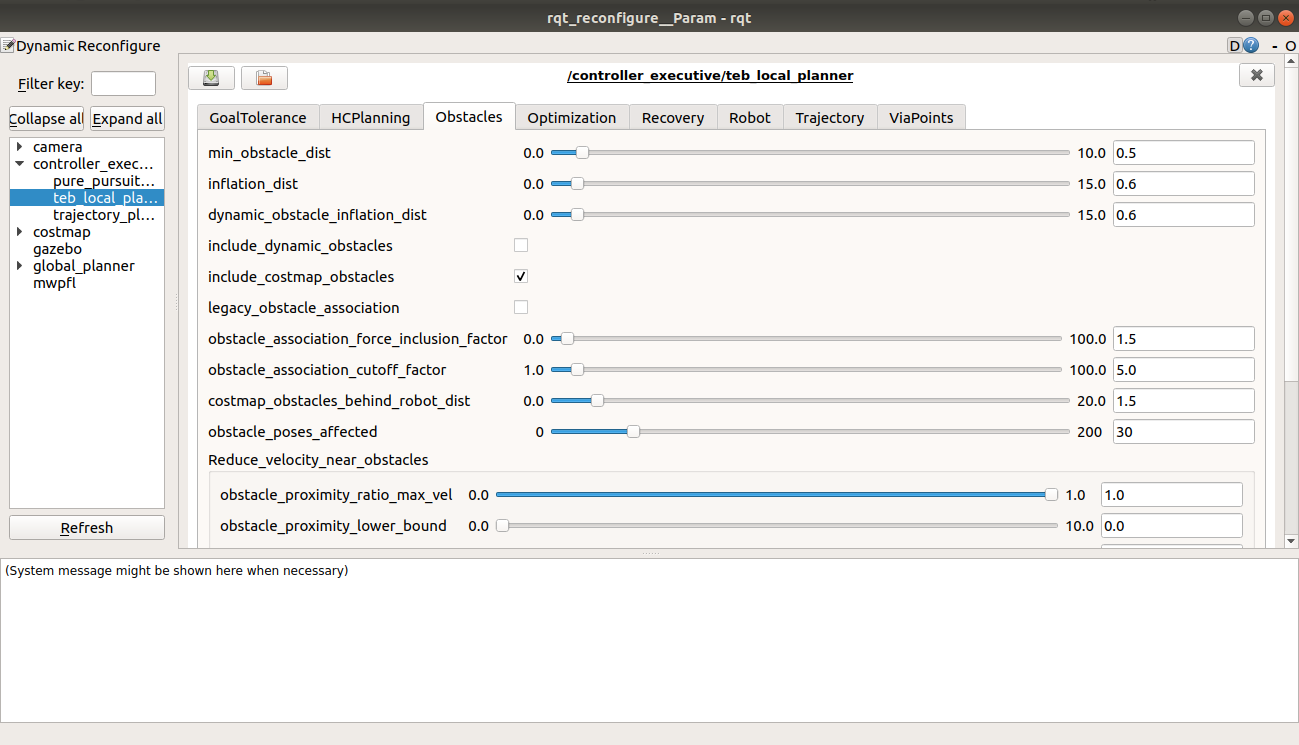 rqt_reconfigure__Param - rqt
Dynamic Reconfigure
D ? - O
Filter key:
Collapse all Expand all
camera
controller_exec...
pure_pursuit...
teb_local_pla...
trajectory_pl...
costmap
gazebo
global_planner
mwpfl
Refresh
/controller_executive/teb_local_planner
GoalTolerance HCPlanning Obstacles Optimization Recovery Robot Trajectory ViaPoints
min_obstacle_dist 0.0 10.0 0.5
inflation_dist 0.0 15.0 0.6
dynamic_obstacle_inflation_dist 0.0 15.0 0.6
include_dynamic_obstacles
include_costmap_obstacles
legacy_obstacle_association
obstacle_association_force_inclusion_factor 0.0 100.0 1.5
obstacle_association_cutoff_factor 1.0 100.0 5.0
costmap_obstacles_behind_robot_dist 0.0 20.0 1.5
obstacle_poses_affected 0 200 30
Reduce_velocity_near_obstacles
obstacle_proximity_ratio_max_vel 0.0 1.0 1.0
obstacle_proximity_lower_bound 0.0 10.0 0.0
(System message might be shown here when necessary)